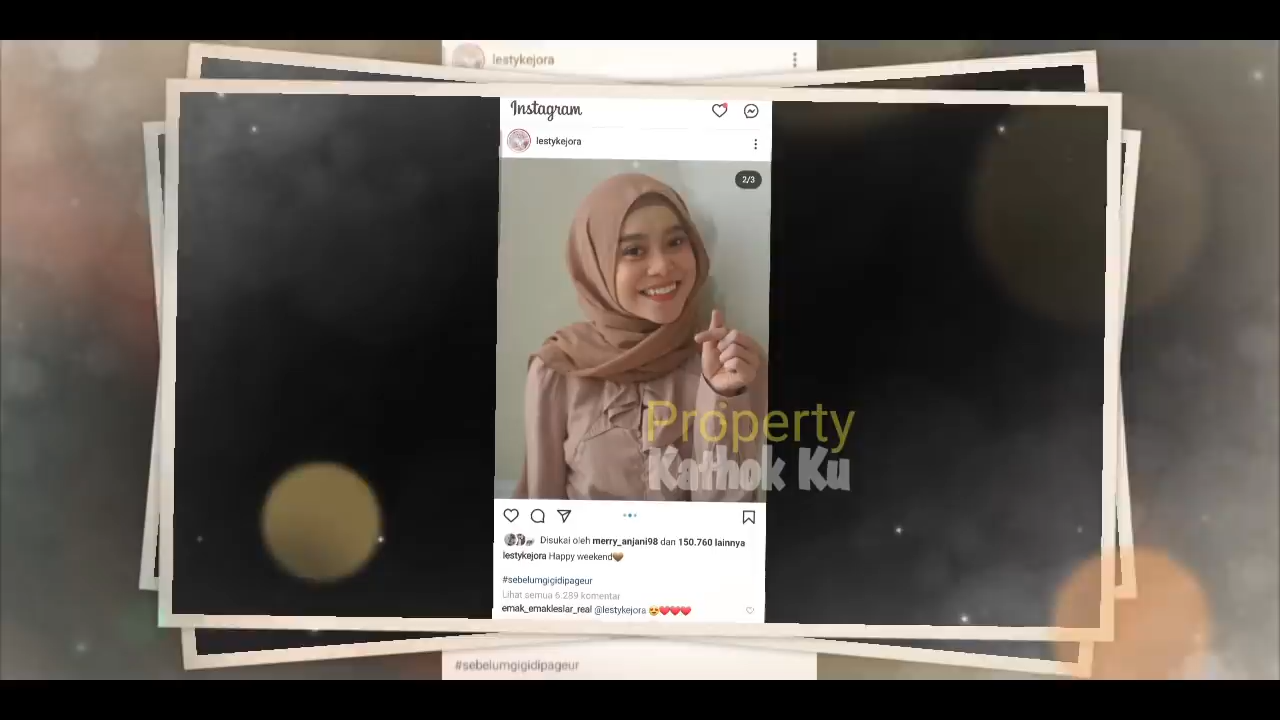 lestykejora
Instagram
lestykejora
2/3
Property
Kathok Ku
Disukai oleh merry_anjani98 dan 150.760 lainnya
lestykejora Happy weekend🤎
#sebelumgigidipageur
Lihat semua 6.289 komentar
emak_emakleslar_real @lestykejora 😍❤️❤️❤️
#sebelumgigidipageur